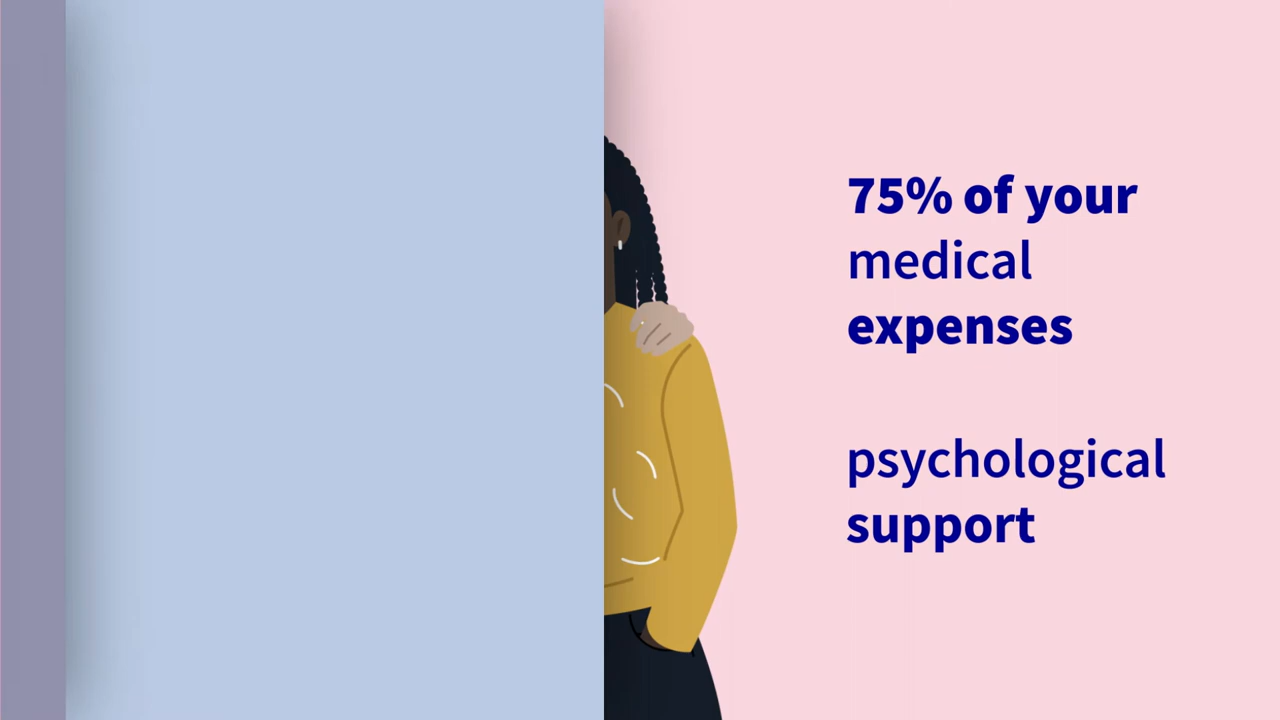 75% of your
medical
expenses
psychological
support